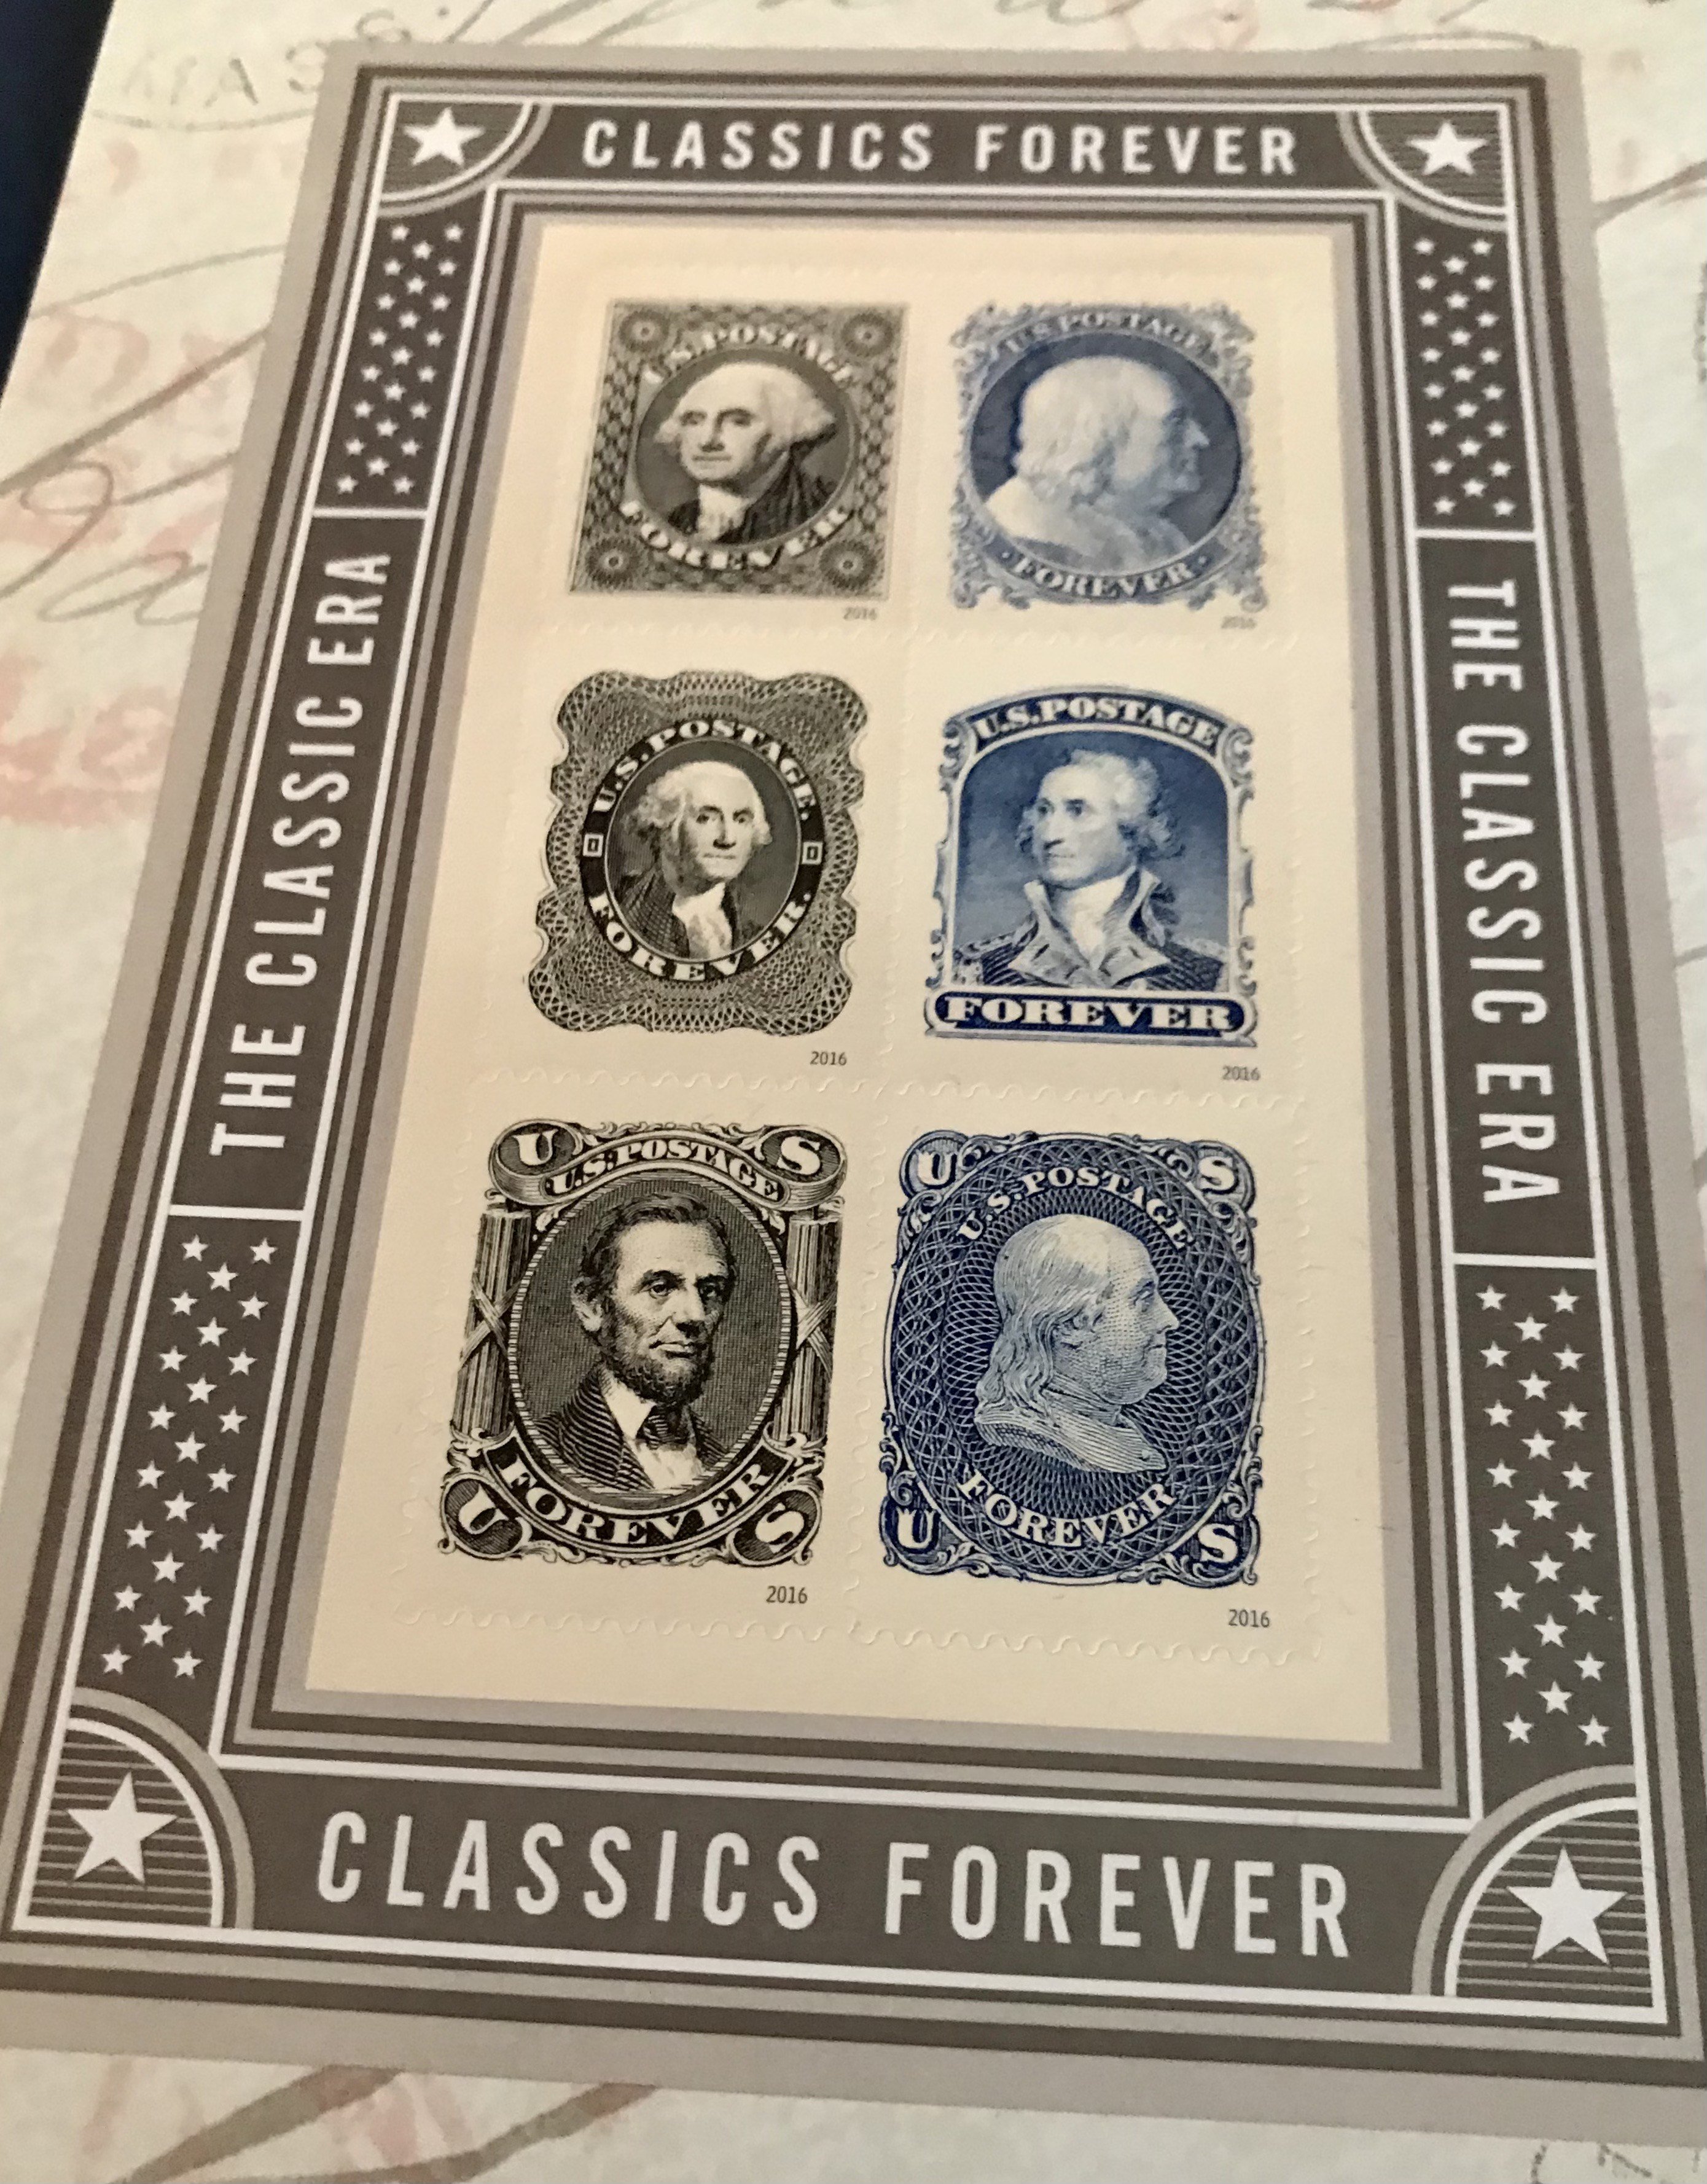 CLASSICS FOREVER
THE CLASSIC ERA
THE CLASSIC ERA
U.S. POSTAGE
FOREVER
2016
U.S. POSTAGE
FOREVER
2016
U.S. POSTAGE.
FOREVER.
2016
U.S. POSTAGE
FOREVER
2016
U S
U.S. POSTAGE
FOREVER
U S
2016
U S
U.S. POSTAGE
FOREVER
U S
2016
CLASSICS FOREVER